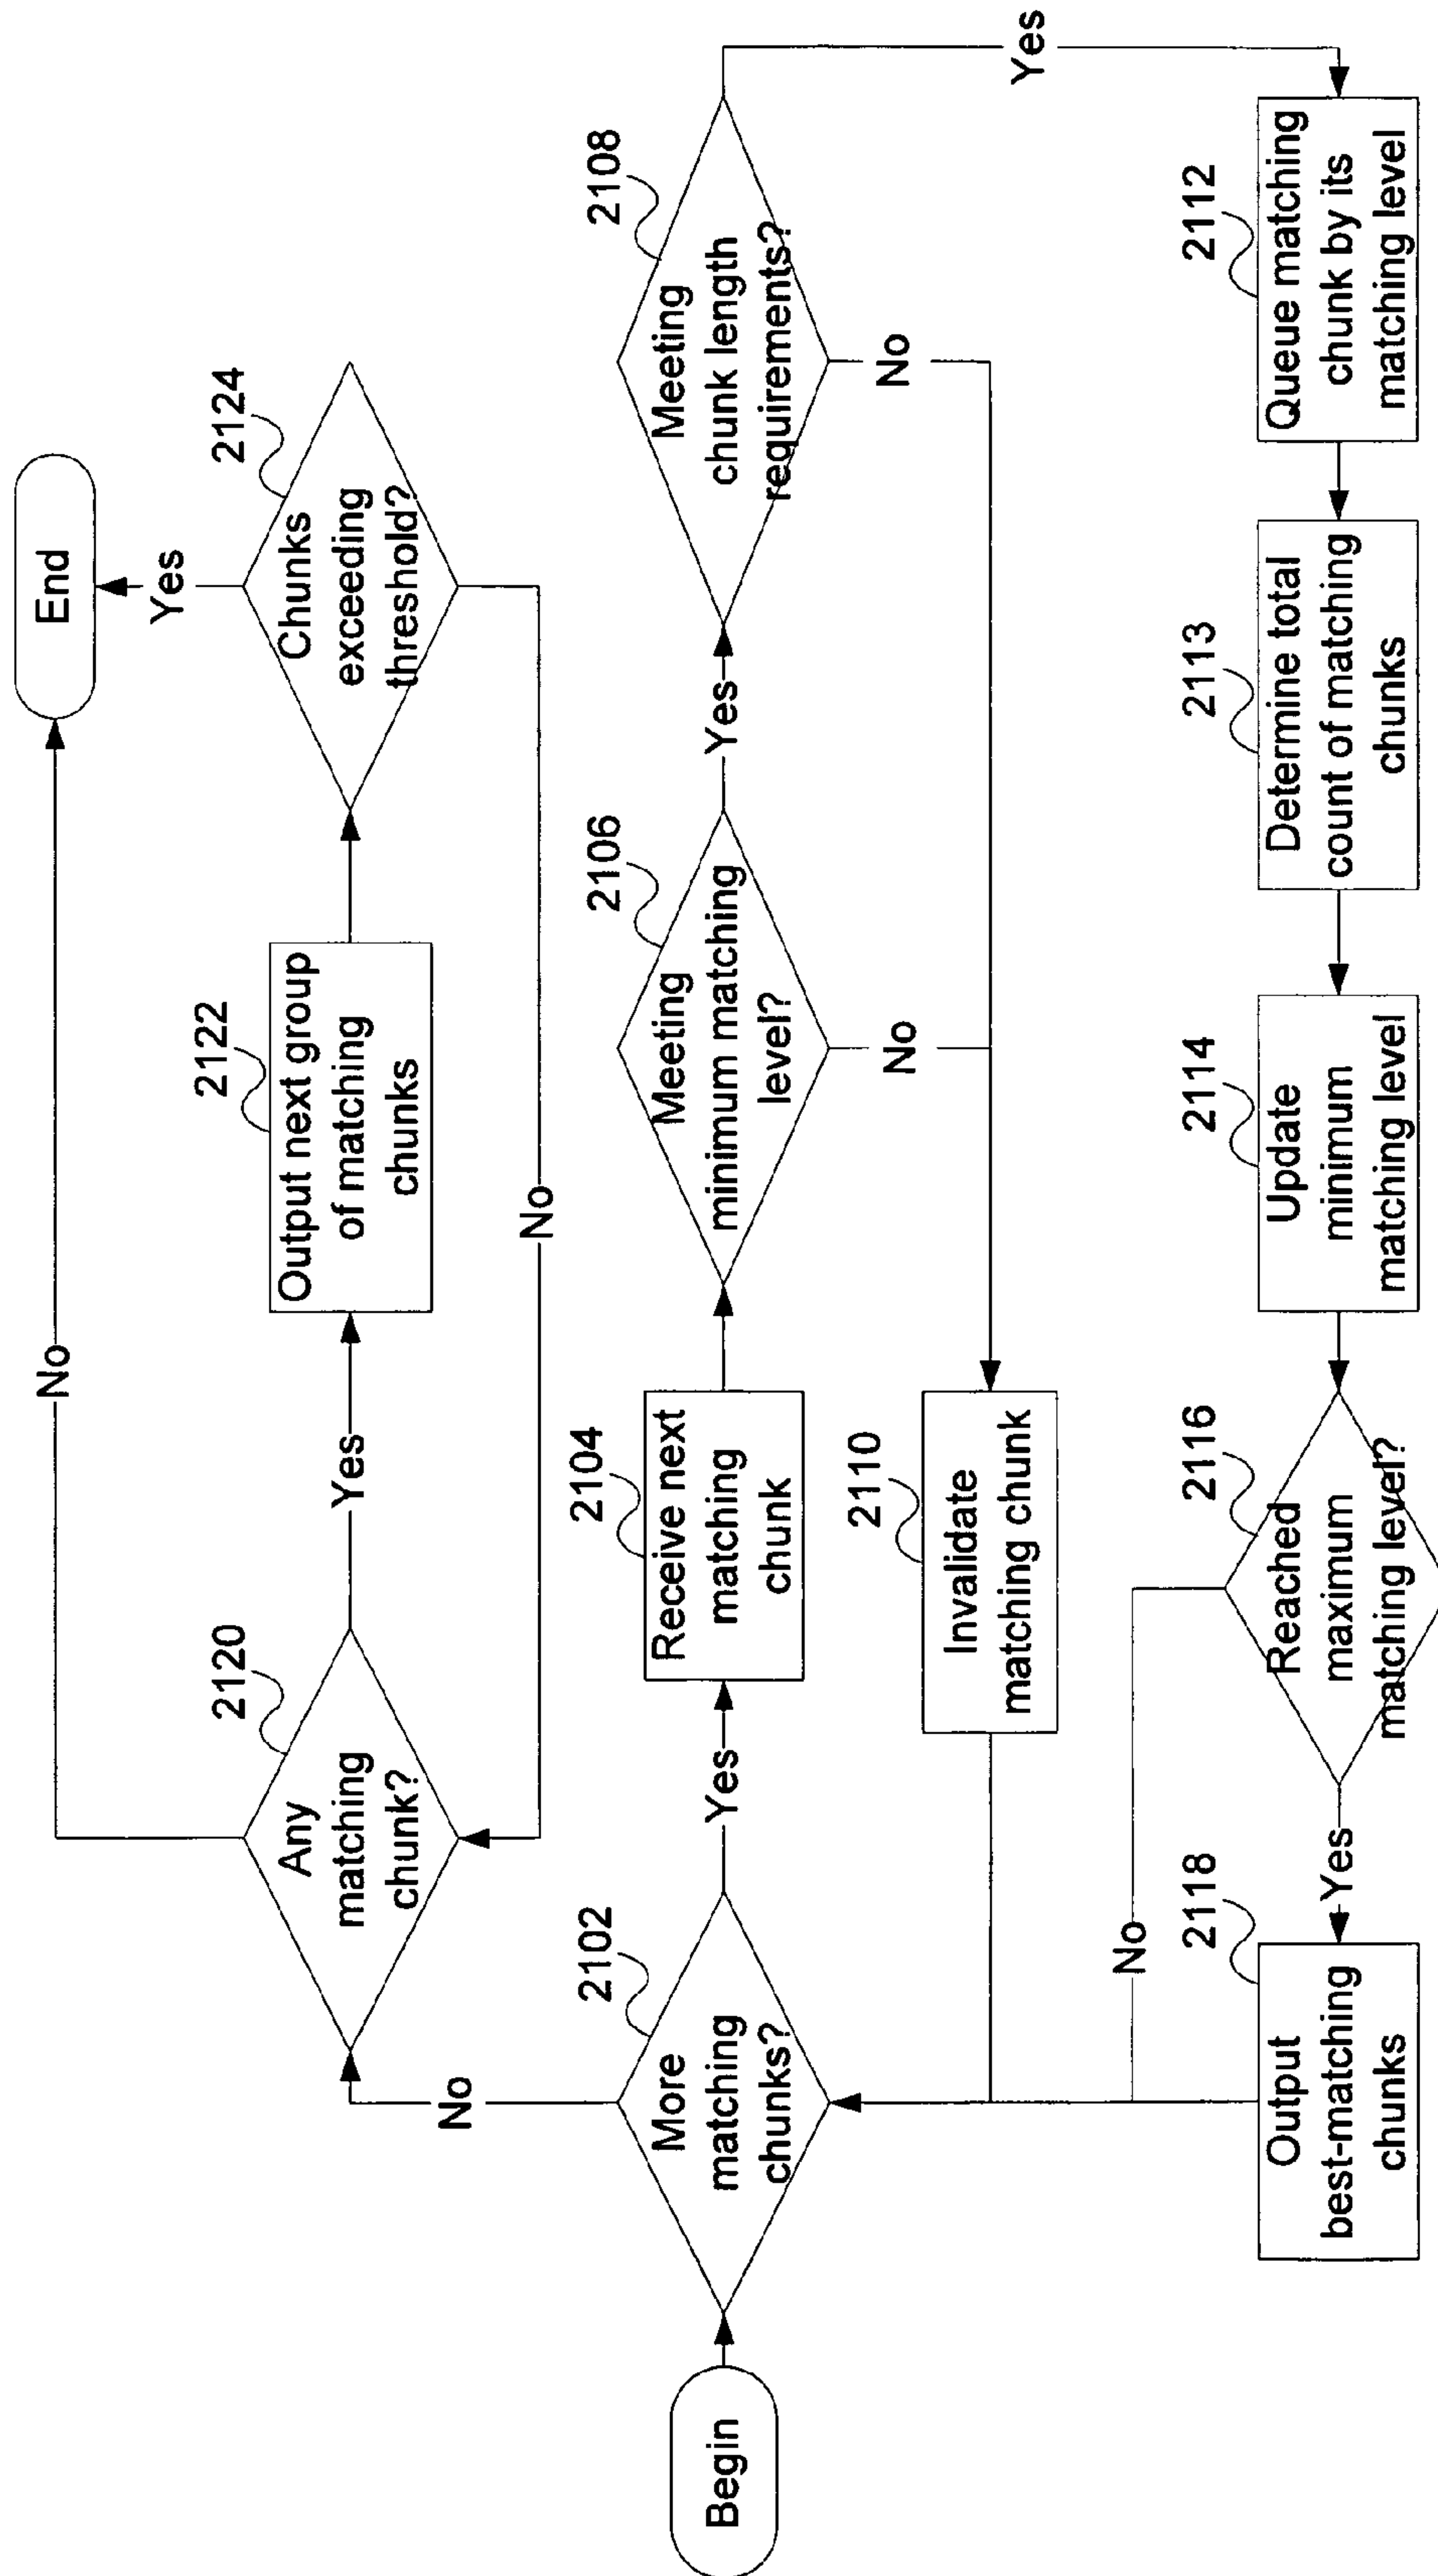 Begin
2102
More
matching
chunks?
Yes
No
2104
Receive next
matching
chunk
2106
Meeting
minimum matching
level?
Yes
No
2108
Meeting
chunk length
requirements?
No
Yes
2110
Invalidate
matching chunk
2112
Queue matching
chunk by its
matching level
2113
Determine total
count of matching
chunks
2114
Update
minimum
matching level
2116
Reached
maximum
matching level?
No
Yes
2118
Output
best-matching
chunks
2120
Any
matching
chunk?
No
Yes
2122
Output next group
of matching
chunks
2124
Chunks
exceeding
threshold?
No
Yes
End